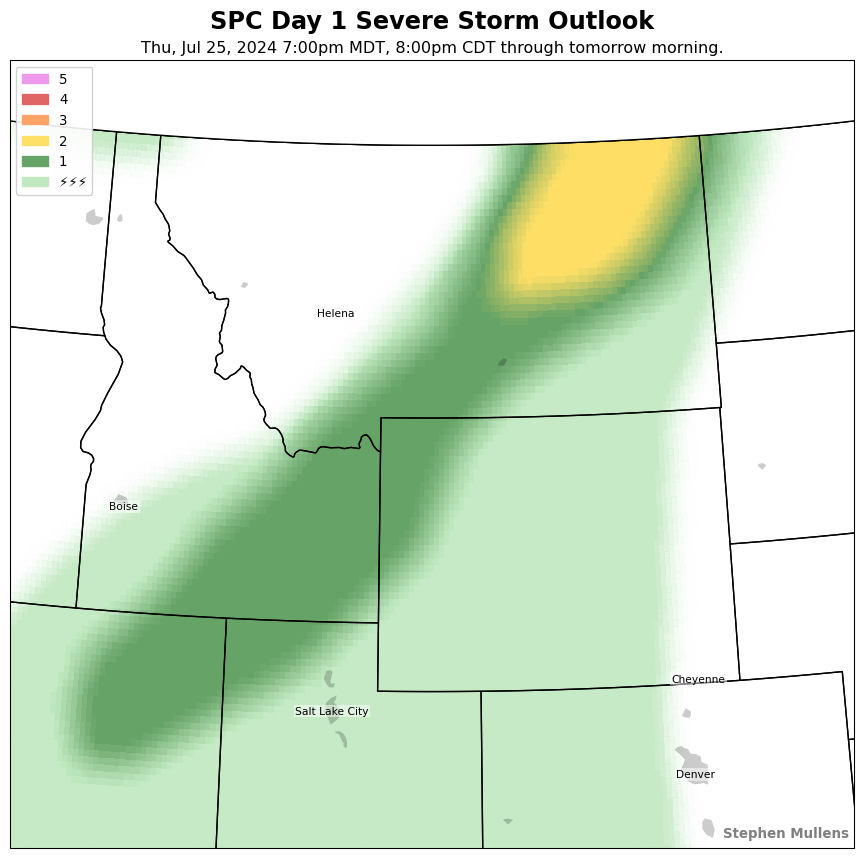 SPC Day 1 Severe Storm Outlook
Thu, Jul 25, 2024 7:00pm MDT, 8:00pm CDT through tomorrow morning.
5
4
3
2
1
⚡⚡⚡
Helena
Boise
Cheyenne
Salt Lake City
Denver
Stephen Mullens